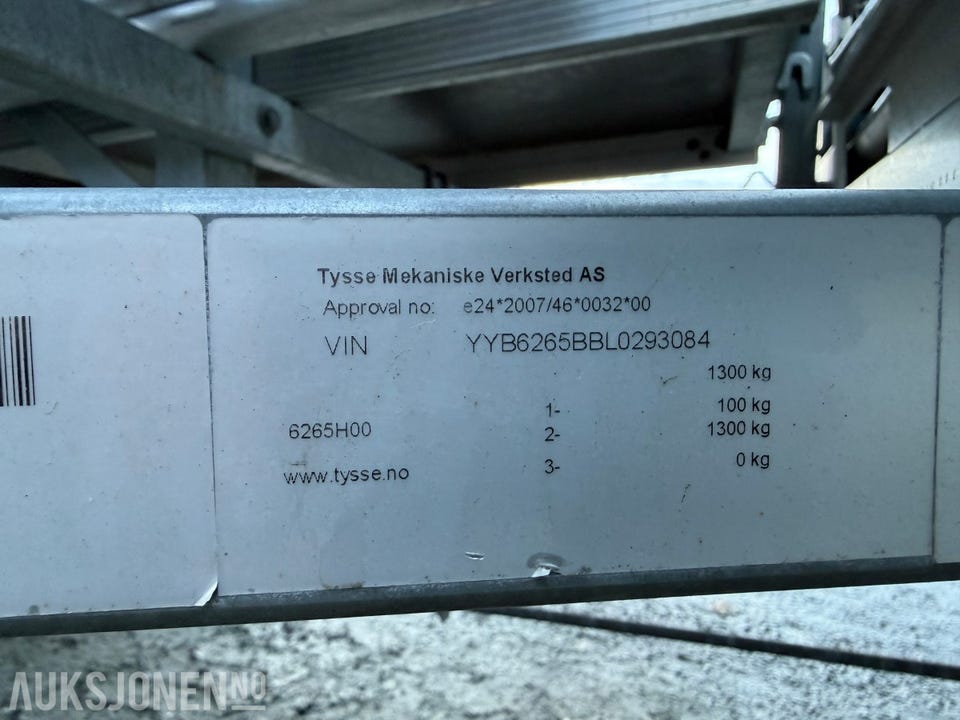 Tysse Mekaniske Verksted AS
Approval no: e24*2007/46*0032*00
VIN YYB6265BBL0293084
1300 kg
1- 100 kg
6265H00 2- 1300 kg
www.tysse.no 3- 0 kg
AUKSJONEN NO